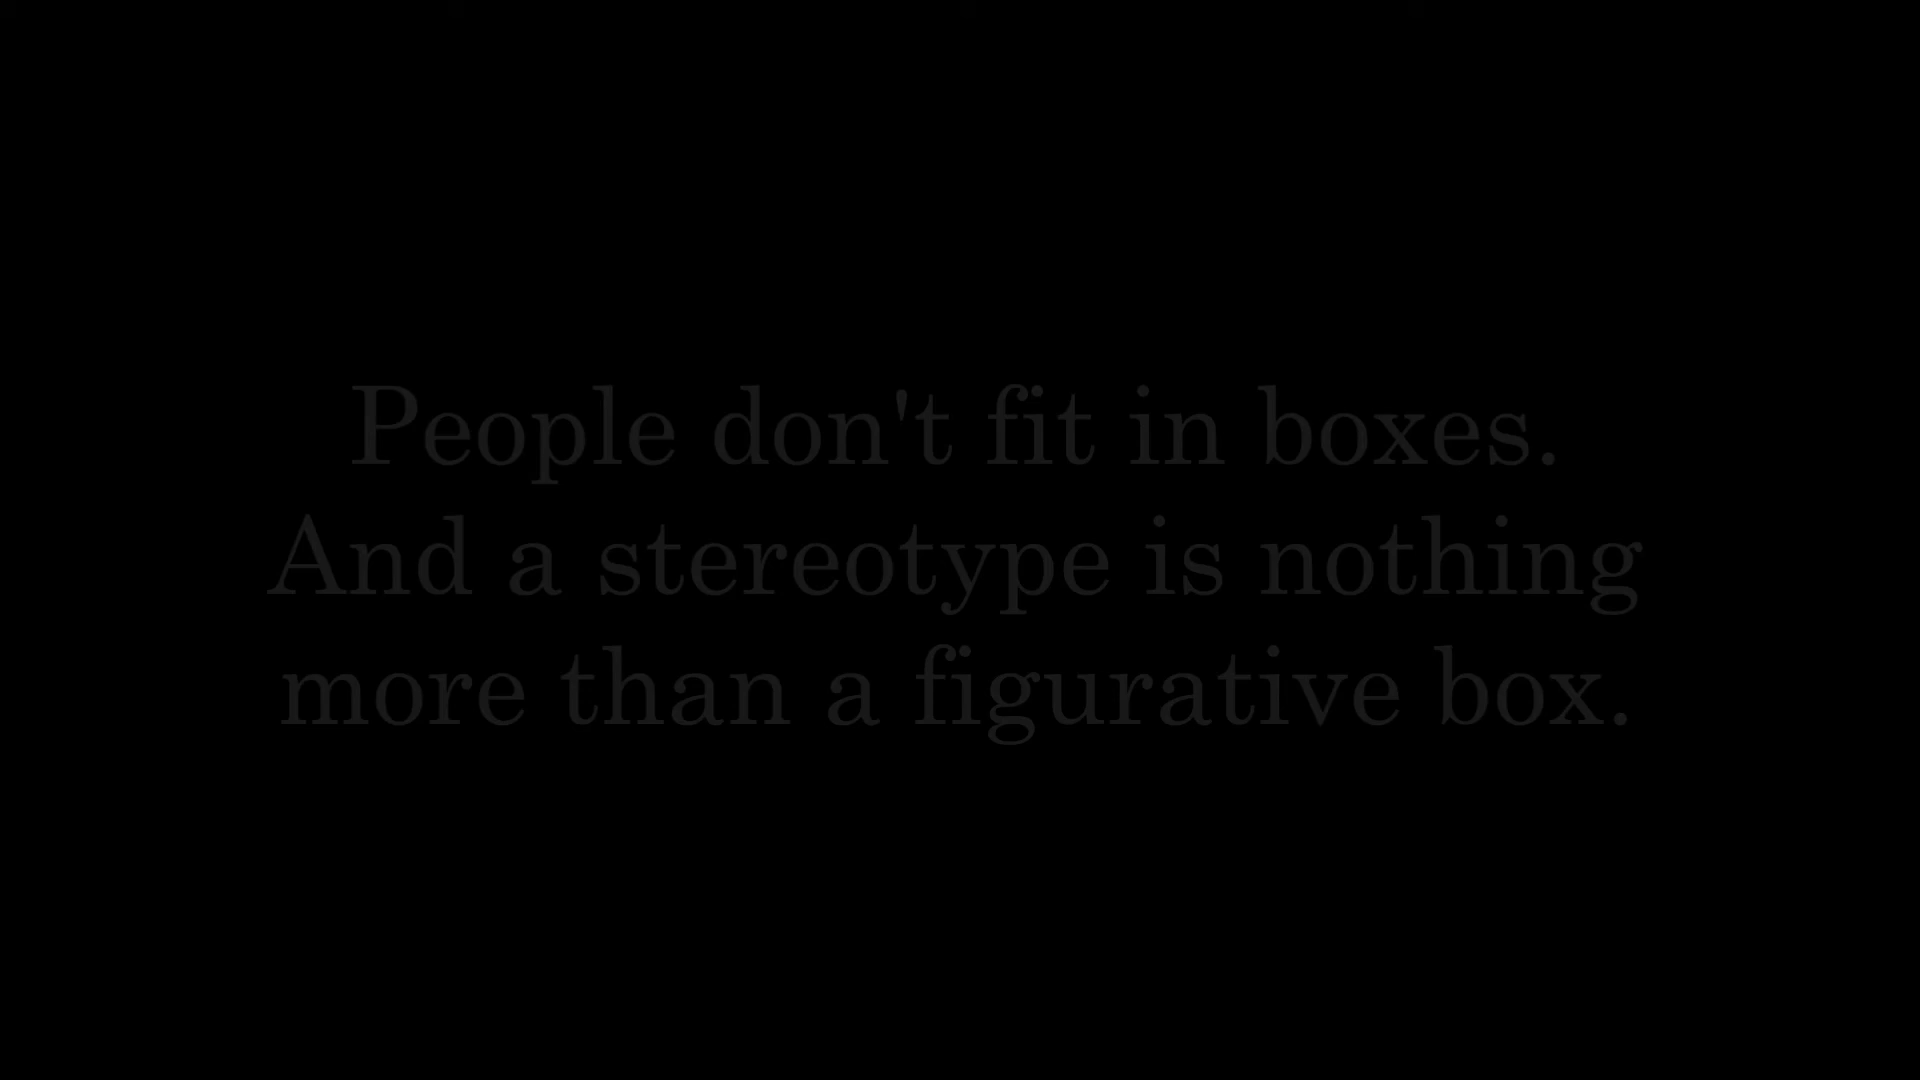 People don't fit in boxes.
And a stereotype is nothing
more than a figurative box.